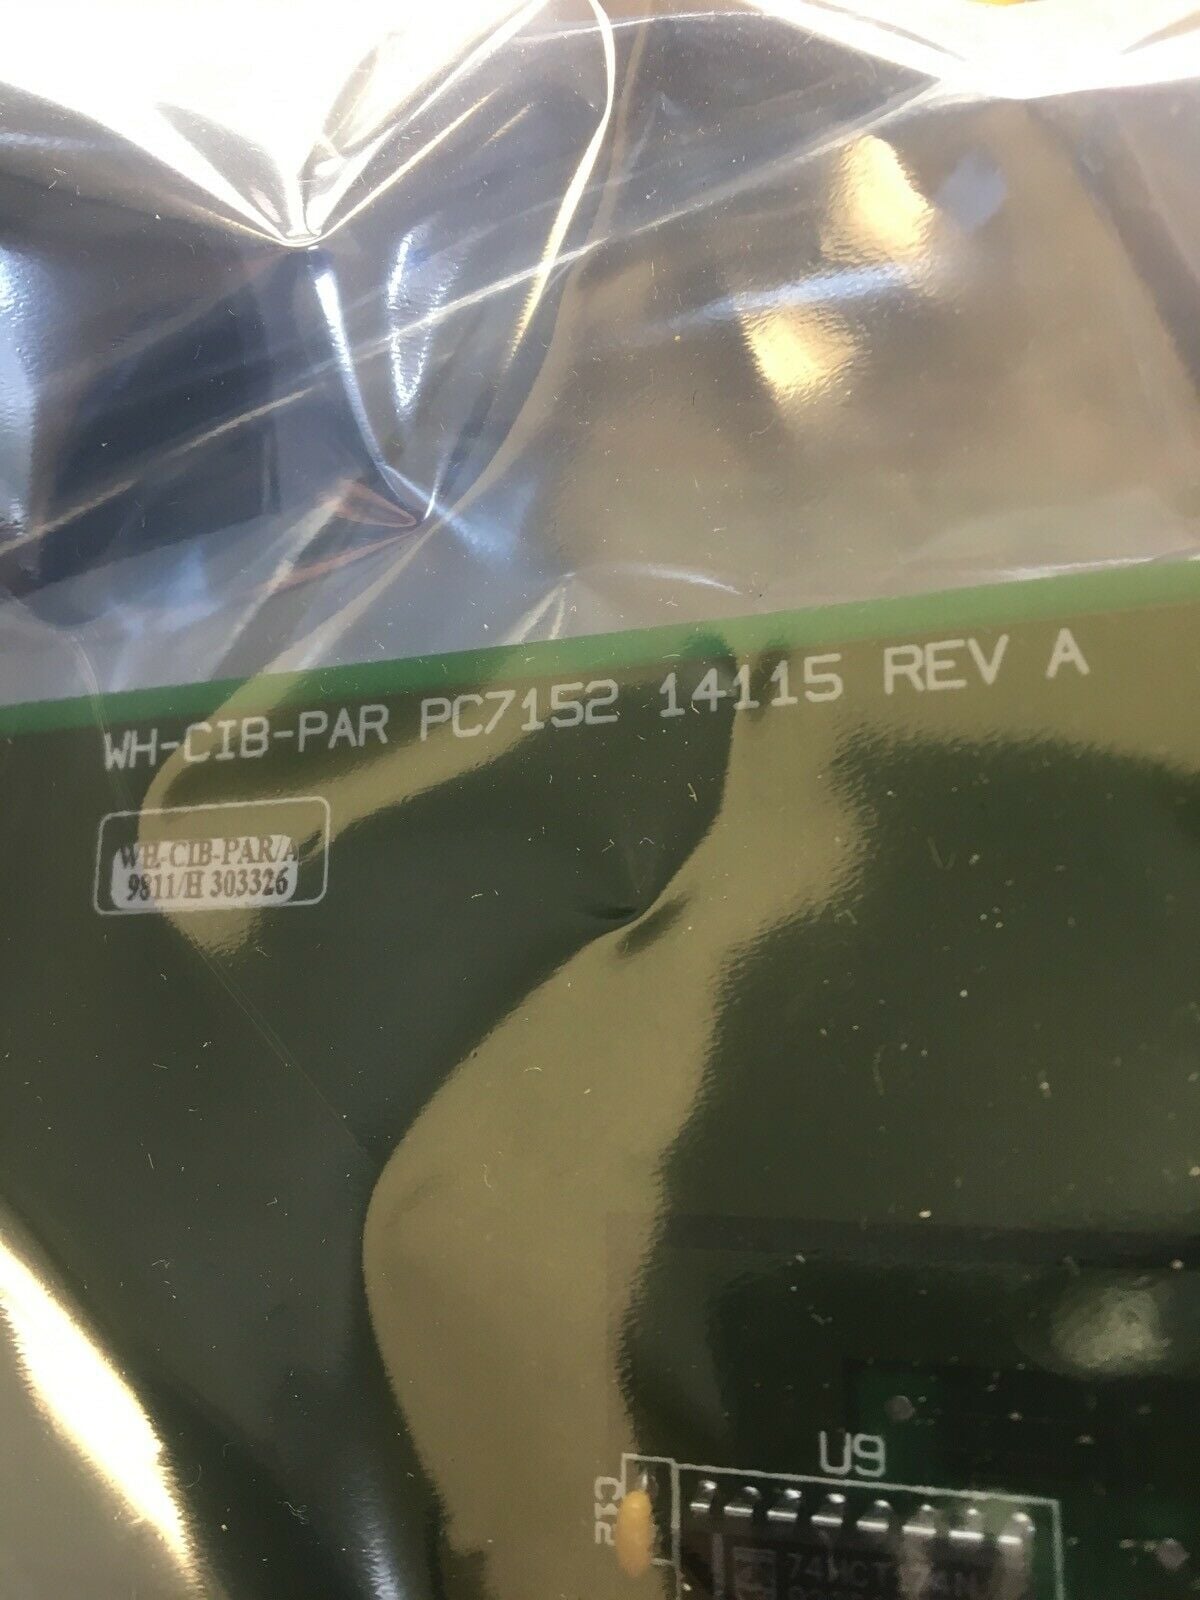 WH-CIB-PAR PC7152 14115 REV A
WH-CIB-PAR/A
9811/H 303326
U9